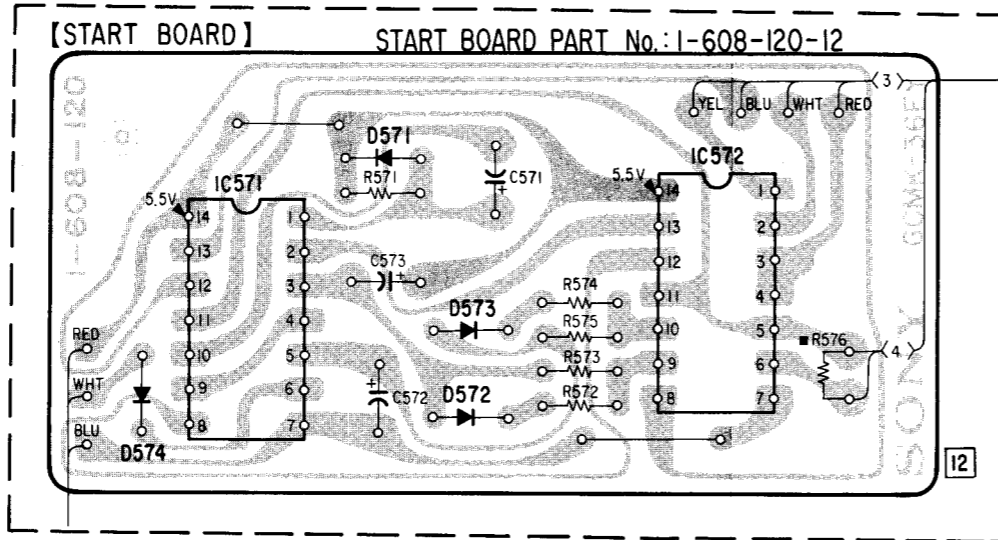 【START BOARD】 START BOARD PART No.: 1-608-120-12
1-608-120
YEL BLU WHT RED
3
D571
R571
C571
IC571
5.5V
14 1
13 2
12 3
11 4
10 5
9 6
8 7
IC572
5.5V
14 1
13 2
12 3
11 4
10 5
9 6
8 7
C573
D573
R574
R575
R573
R572
C572
D572
RED
WHT
BLU
D574
■R576
4
SONY
12